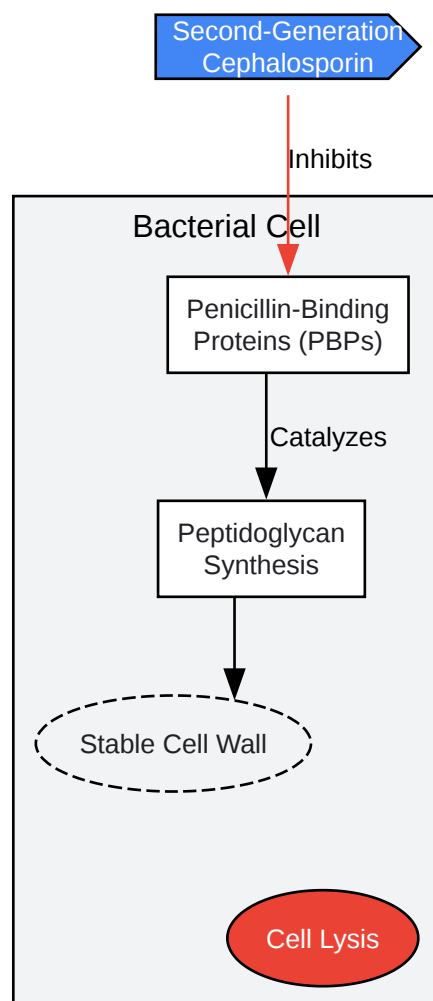 Second-Generation
Cephalosporin
Inhibits
Bacterial Cell
Penicillin-Binding
Proteins (PBPs)
Catalyzes
Peptidoglycan
Synthesis
Stable Cell Wall
Cell Lysis